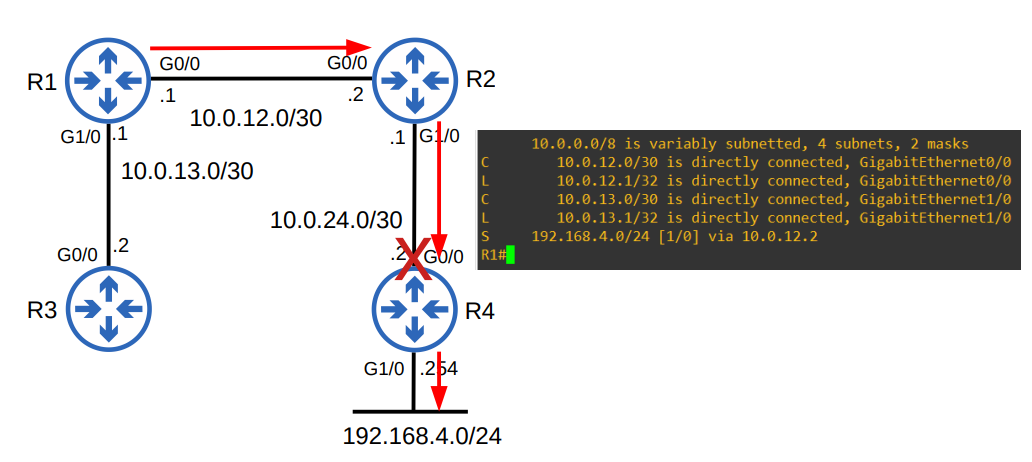 R1
G0/0
G0/0
R2
.1
.2
10.0.12.0/30
G1/0
.1
.1
G1/0
10.0.13.0/30
10.0.24.0/30
G0/0
.2
.2
G0/0
R3
R4
G1/0
.254
192.168.4.0/24
10.0.0.0/8 is variably subnetted, 4 subnets, 2 masks
C 10.0.12.0/30 is directly connected, GigabitEthernet0/0
L 10.0.12.1/32 is directly connected, GigabitEthernet0/0
C 10.0.13.0/30 is directly connected, GigabitEthernet1/0
L 10.0.13.1/32 is directly connected, GigabitEthernet1/0
S 192.168.4.0/24 [1/0] via 10.0.12.2
R1#